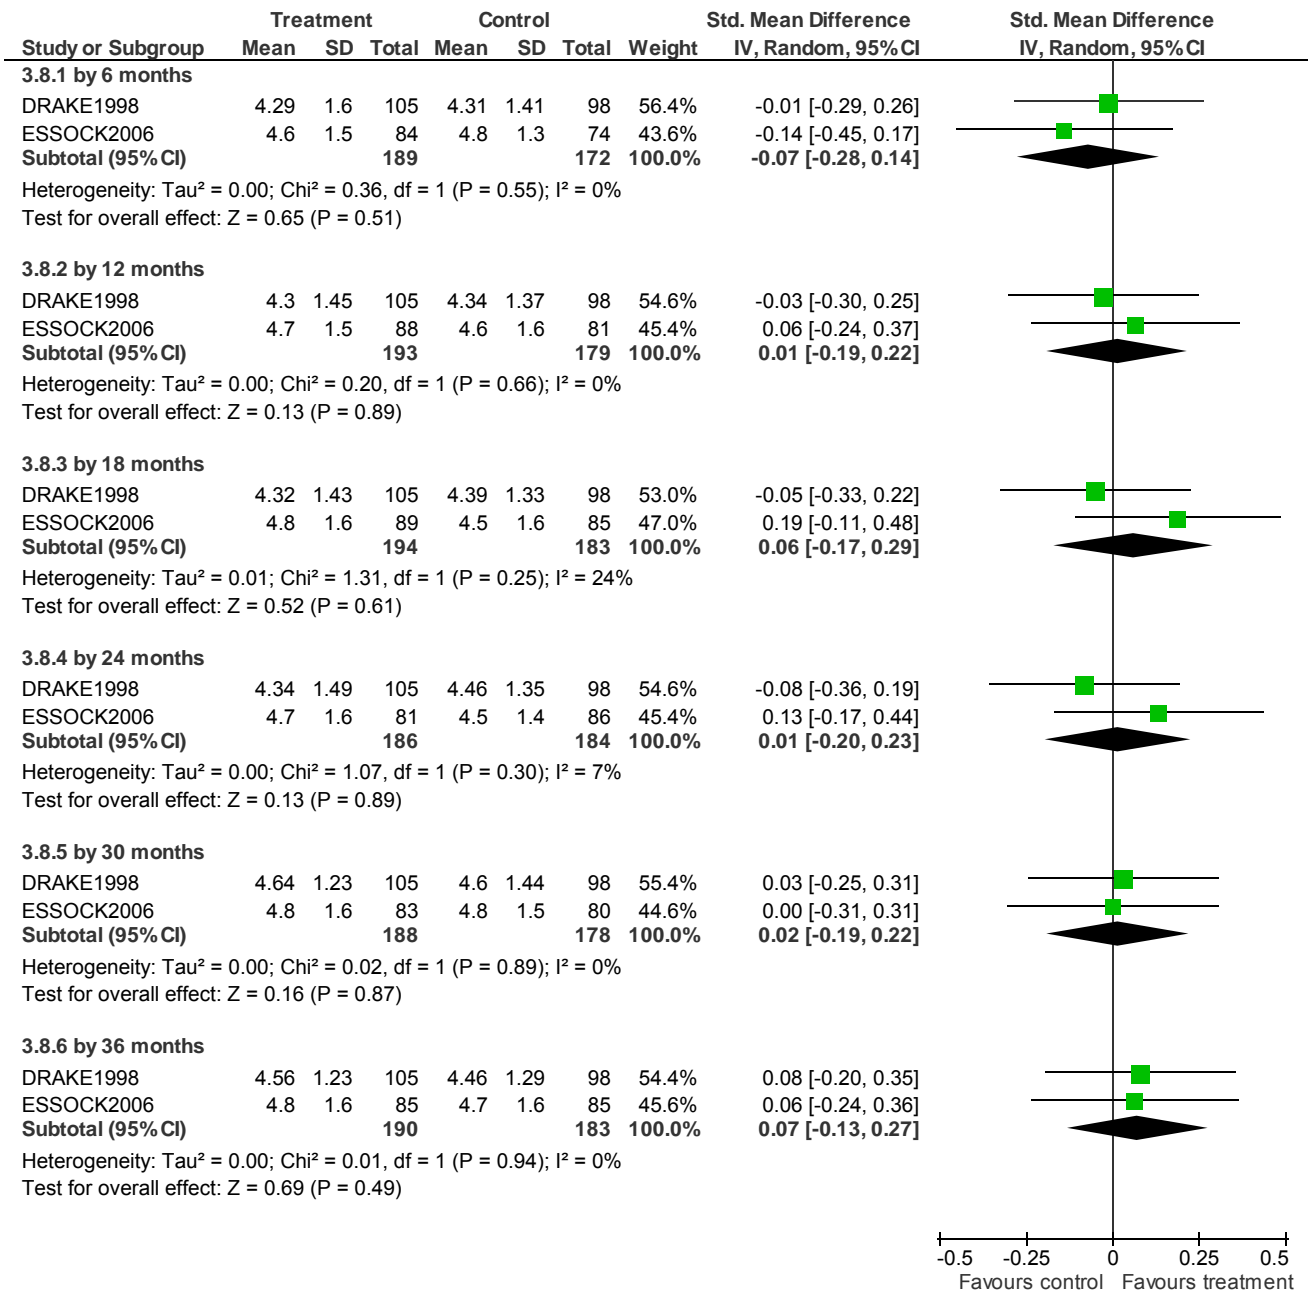 Treatment Control Std. Mean Difference Std. Mean Difference
Study or Subgroup Mean SD Total Mean SD Total Weight IV, Random, 95% CI IV, Random, 95% CI
3.8.1 by 6 months
DRAKE1998 4.29 1.6 105 4.31 1.41 98 56.4% -0.01 [-0.29, 0.26]
ESSOCK2006 4.6 1.5 84 4.8 1.3 74 43.6% -0.14 [-0.45, 0.17]
Subtotal (95% CI) 189 172 100.0% -0.07 [-0.28, 0.14]
Heterogeneity: Tau² = 0.00; Chi² = 0.36, df = 1 (P = 0.55); I² = 0%
Test for overall effect: Z = 0.65 (P = 0.51)
3.8.2 by 12 months
DRAKE1998 4.3 1.45 105 4.34 1.37 98 54.6% -0.03 [-0.30, 0.25]
ESSOCK2006 4.7 1.5 88 4.6 1.6 81 45.4% 0.06 [-0.24, 0.37]
Subtotal (95% CI) 193 179 100.0% 0.01 [-0.19, 0.22]
Heterogeneity: Tau² = 0.00; Chi² = 0.20, df = 1 (P = 0.66); I² = 0%
Test for overall effect: Z = 0.13 (P = 0.89)
3.8.3 by 18 months
DRAKE1998 4.32 1.43 105 4.39 1.33 98 53.0% -0.05 [-0.33, 0.22]
ESSOCK2006 4.8 1.6 89 4.5 1.6 85 47.0% 0.19 [-0.11, 0.48]
Subtotal (95% CI) 194 183 100.0% 0.06 [-0.17, 0.29]
Heterogeneity: Tau² = 0.01; Chi² = 1.31, df = 1 (P = 0.25); I² = 24%
Test for overall effect: Z = 0.52 (P = 0.61)
3.8.4 by 24 months
DRAKE1998 4.34 1.49 105 4.46 1.35 98 54.6% -0.08 [-0.36, 0.19]
ESSOCK2006 4.7 1.6 81 4.5 1.4 86 45.4% 0.13 [-0.17, 0.44]
Subtotal (95% CI) 186 184 100.0% 0.01 [-0.20, 0.23]
Heterogeneity: Tau² = 0.00; Chi² = 1.07, df = 1 (P = 0.30); I² = 7%
Test for overall effect: Z = 0.13 (P = 0.89)
3.8.5 by 30 months
DRAKE1998 4.64 1.23 105 4.6 1.44 98 55.4% 0.03 [-0.25, 0.31]
ESSOCK2006 4.8 1.6 83 4.8 1.5 80 44.6% 0.00 [-0.31, 0.31]
Subtotal (95% CI) 188 178 100.0% 0.02 [-0.19, 0.22]
Heterogeneity: Tau² = 0.00; Chi² = 0.02, df = 1 (P = 0.89); I² = 0%
Test for overall effect: Z = 0.16 (P = 0.87)
3.8.6 by 36 months
DRAKE1998 4.56 1.23 105 4.46 1.29 98 54.4% 0.08 [-0.20, 0.35]
ESSOCK2006 4.8 1.6 85 4.7 1.6 85 45.6% 0.06 [-0.24, 0.36]
Subtotal (95% CI) 190 183 100.0% 0.07 [-0.13, 0.27]
Heterogeneity: Tau² = 0.00; Chi² = 0.01, df = 1 (P = 0.94); I² = 0%
Test for overall effect: Z = 0.69 (P = 0.49)
-0.5 -0.25 0 0.25 0.5
Favours control Favours treatment